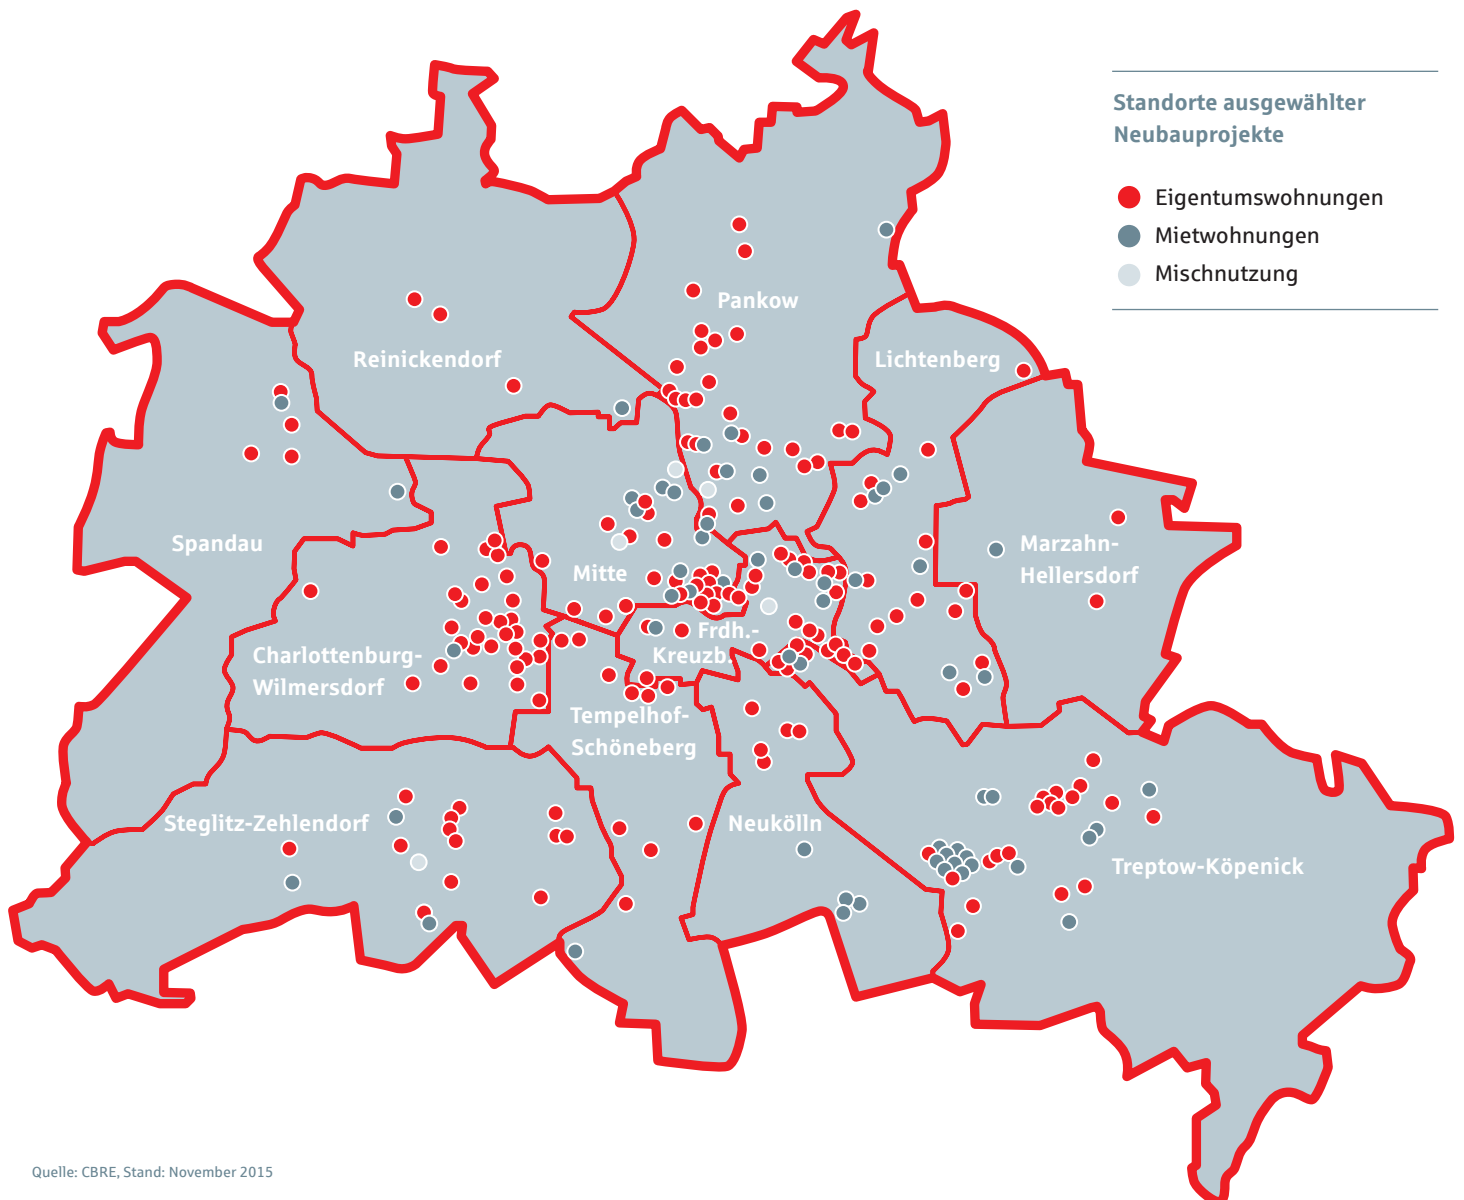 Standorte ausgewählter
Neubauprojekte
Eigentumswohnungen
Mietwohnungen
Mischnutzung
Pankow
Reinickendorf
Lichtenberg
Spandau
Marzahn-
Hellersdorf
Mitte
Frdh.-
Kreuzb.
Charlottenburg-
Wilmersdorf
Tempelhof-
Schöneberg
Steglitz-Zehlendorf
Neukölln
Treptow-Köpenick
Quelle: CBRE, Stand: November 2015